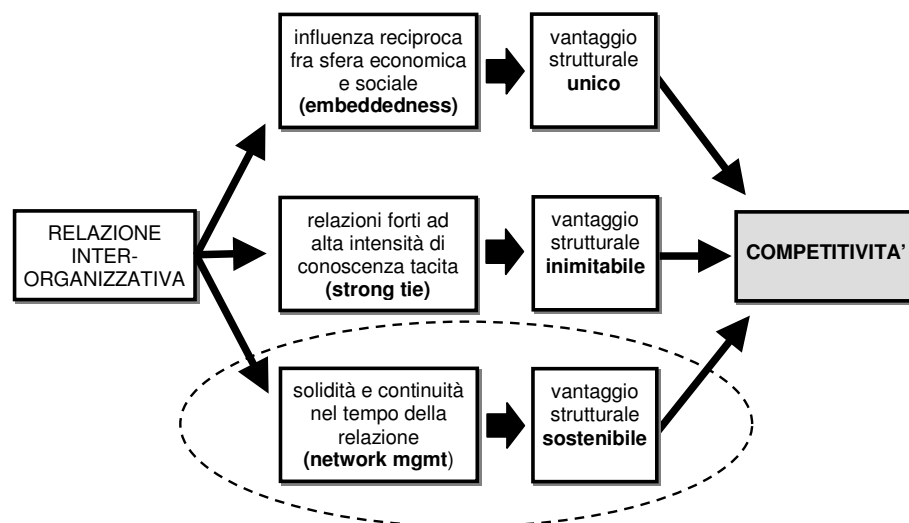 influenza reciproca
fra sfera economica
e sociale
(embeddedness)
vantaggio
strutturale
unico
RELAZIONE
INTER-
ORGANIZZATIVA
relazioni forti ad
alta intensità di
conoscenza tacita
(strong tie)
vantaggio
strutturale
inimitabile
COMPETITIVITA’
solidità e continuità
nel tempo della
relazione
(network mgmt)
vantaggio
strutturale
sostenibile